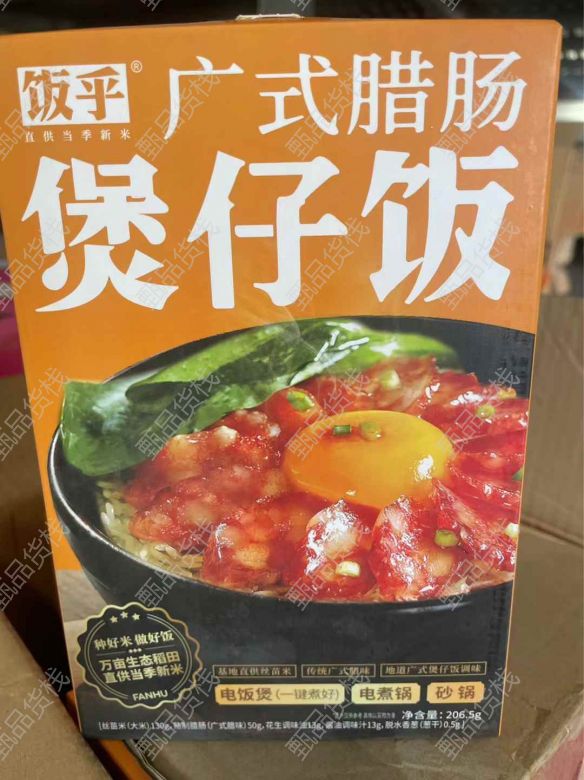 饭乎®
直供当季新米
广式腊肠
煲仔饭
种好米 做好饭
万亩生态稻田
直供当季新米
FANHU
基地直供丝苗米 传统广式腊味 地道广式煲仔饭调味
电饭煲(一键煮好) 电煮锅 砂锅
净含量:206.5g
[丝苗米(大米)130g,熟制腊肠(广式腊味)50g,花生调味油13g,酱油调味汁13g,脱水香葱(葱干)0.5g]
甄品货栈